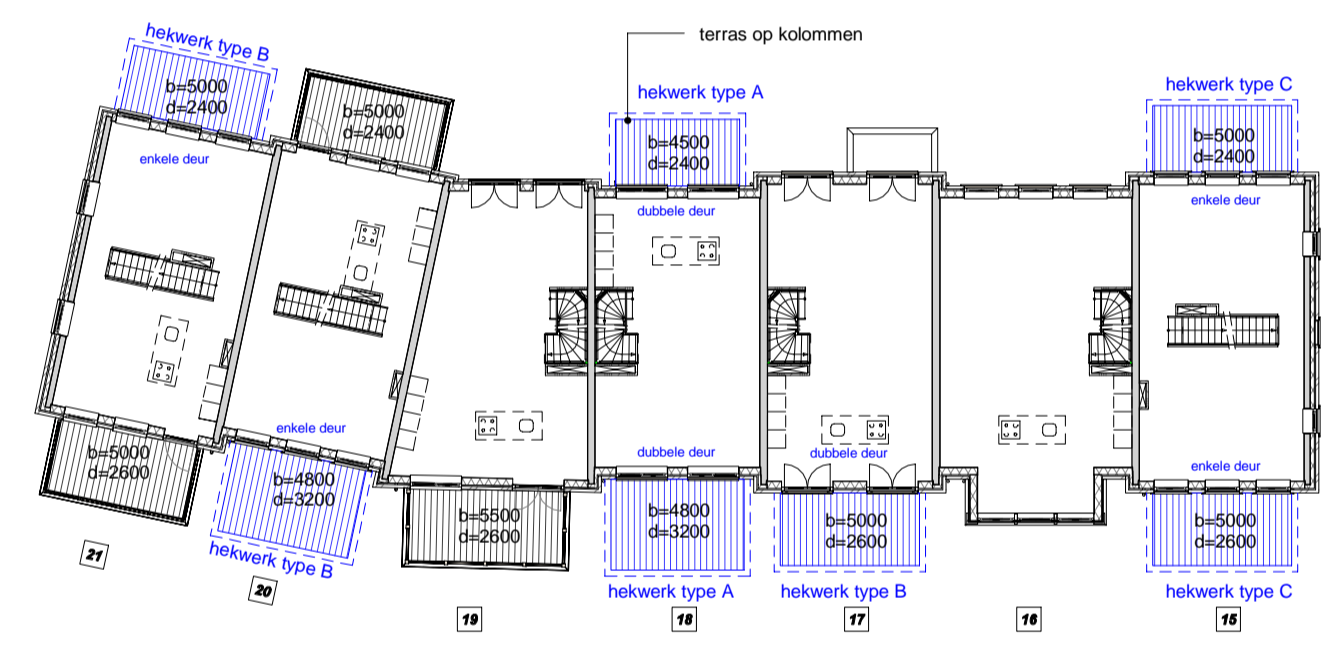 terras op kolommen
hekwerk type B
b=5000
d=2400
enkele deur
b=5000
d=2400
hekwerk type A
b=4500
d=2400
dubbele deur
hekwerk type C
b=5000
d=2400
enkele deur
b=5000
d=2600
21
enkele deur
b=4800
d=3200
hekwerk type B
20
b=5500
d=2600
19
dubbele deur
b=4800
d=3200
hekwerk type A
18
dubbele deur
b=5000
d=2600
hekwerk type B
17
16
enkele deur
b=5000
d=2600
hekwerk type C
15